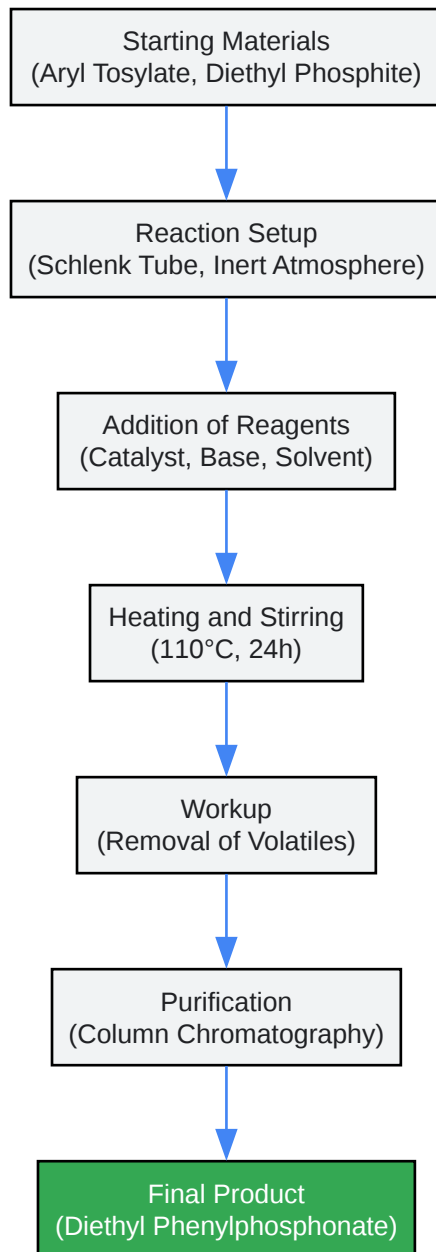 Starting Materials
(Aryl Tosylate, Diethyl Phosphite)
Reaction Setup
(Schlenk Tube, Inert Atmosphere)
Addition of Reagents
(Catalyst, Base, Solvent)
Heating and Stirring
(110°C, 24h)
Workup
(Removal of Volatiles)
Purification
(Column Chromatography)
Final Product
(Diethyl Phenylphosphonate)